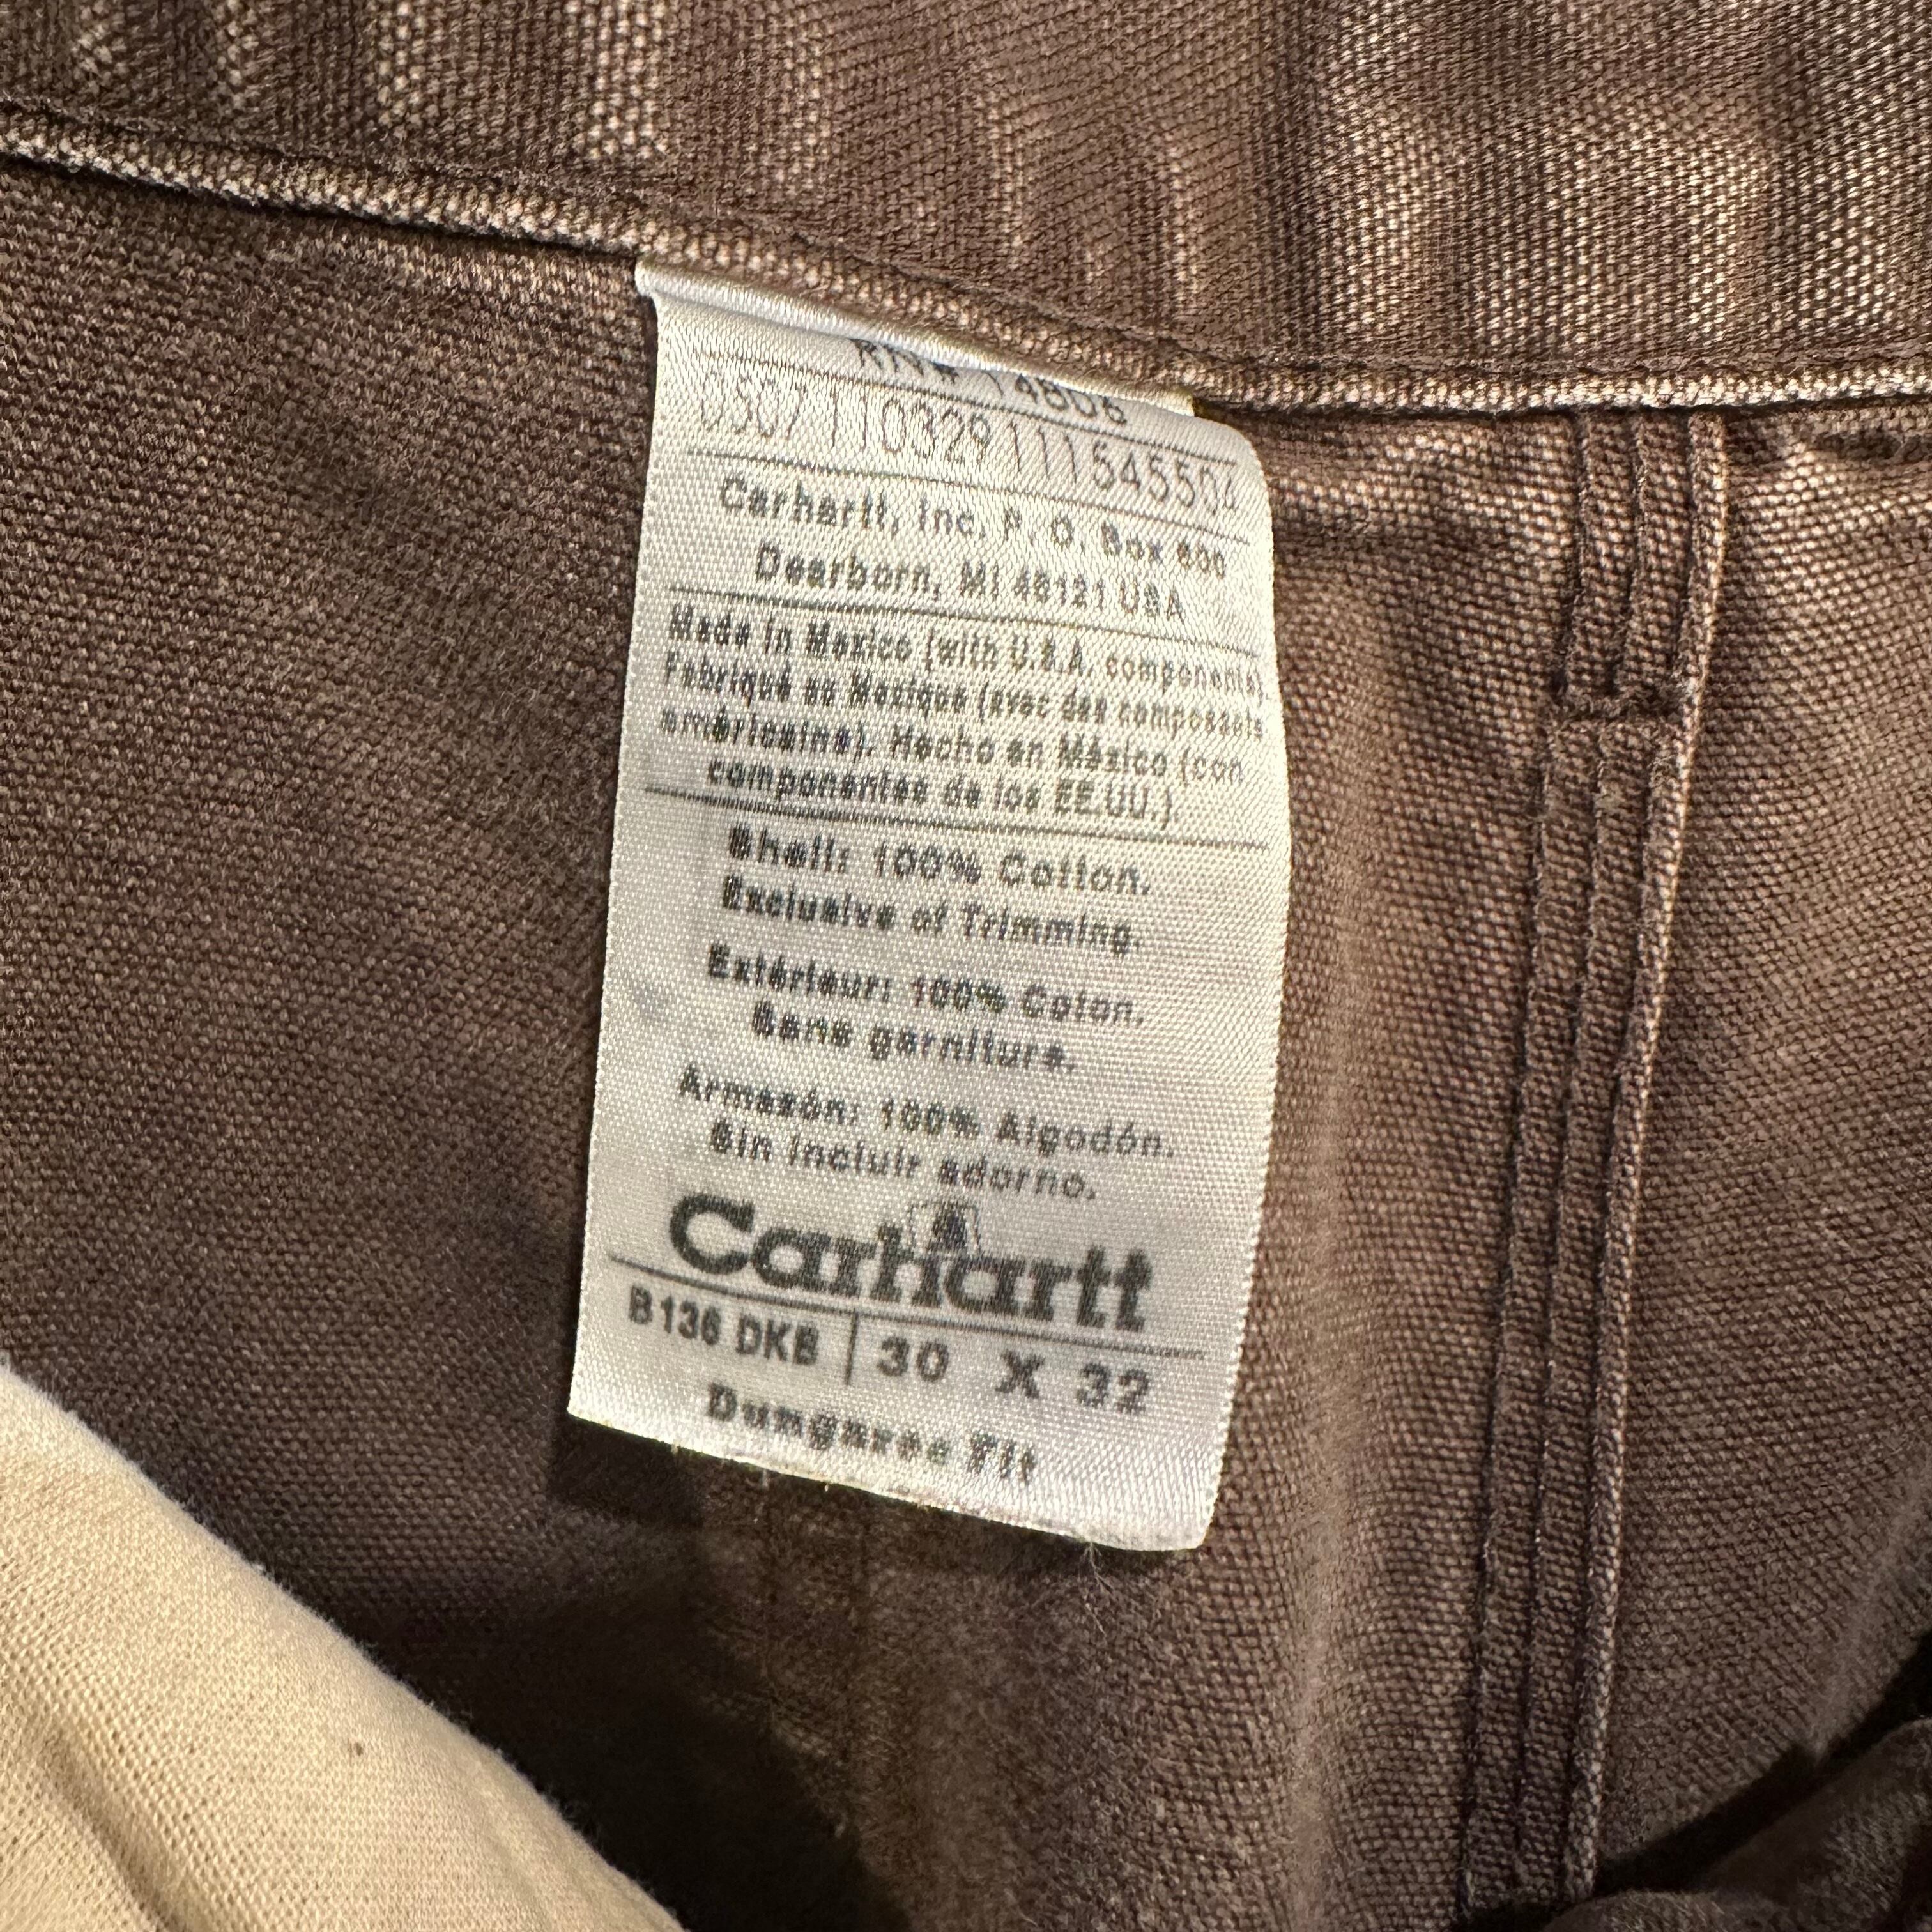 RN# 14806
0507 110329 111545504
Carhartt, Inc. P. O. Box 600
Dearborn, MI 48121 USA
Made in Mexico (with U.S.A. components).
Fabriqué au Mexique (avec des composants
américains). Hecho en México (con
componentes de los EE.UU.)
Shell: 100% Cotton.
Exclusive of Trimming.
Extérieur: 100% Coton.
Sans garniture.
Armazón: 100% Algodón.
Sin incluir adorno.
Carhartt
B136 DKB | 30 X 32
Dungaree Fit